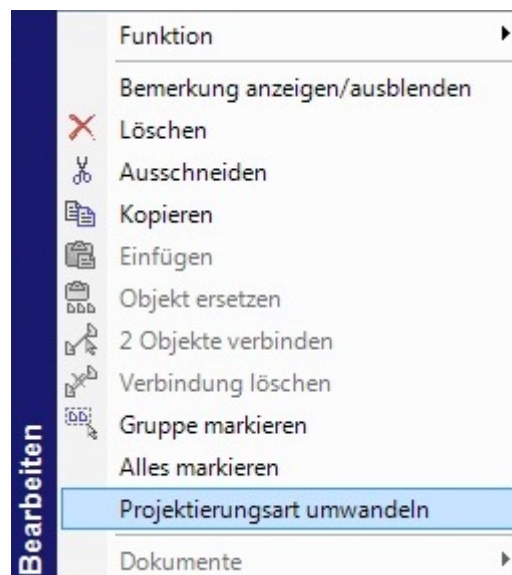 Funktion
Bemerkung anzeigen/ausblenden
Löschen
Ausschneiden
Kopieren
Einfügen
Objekt ersetzen
2 Objekte verbinden
Verbindung löschen
Gruppe markieren
Alles markieren
Projektierungsart umwandeln
Dokumente
Bearbeiten